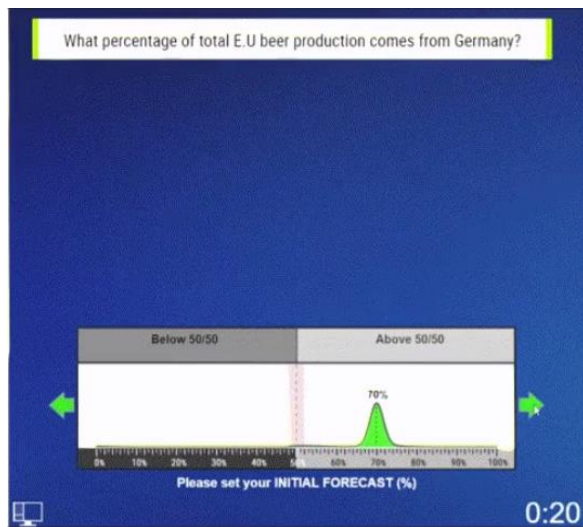 What percentage of total E.U beer production comes from Germany?
Below 50/50 Above 50/50
70%
0% 10% 20% 30% 40% 50% 60% 70% 80% 90% 100%
Please set your INITIAL FORECAST (%)
0:20